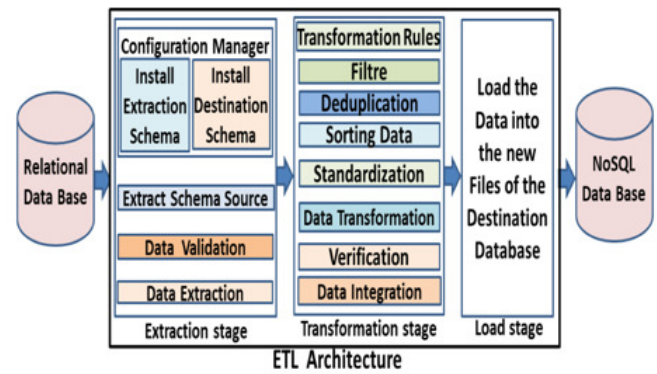 Relational
Data Base
Configuration Manager
Install
Extraction
Schema
Install
Destination
Schema
Extract Schema Source
Data Validation
Data Extraction
Extraction stage
Transformation Rules
Filtre
Deduplication
Sorting Data
Standardization
Data Transformation
Verification
Data Integration
Transformation stage
Load the
Data into
the new
Files of the
Destination
Database
Load stage
NoSQL
Data Base
ETL Architecture